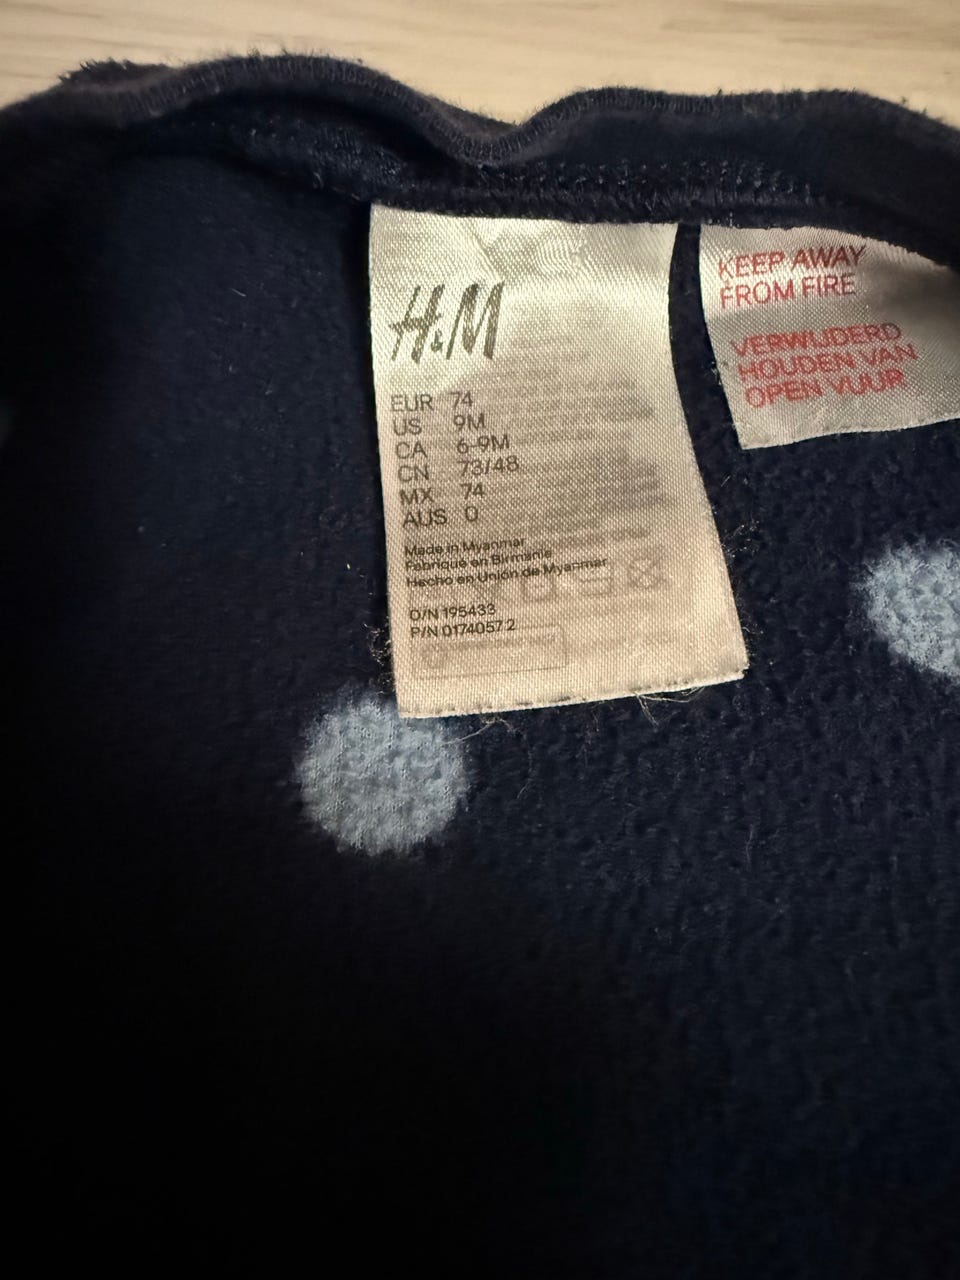 H&M
EUR 74
US 9M
CA 6-9M
CN 73/48
MX 74
AUS 0
Made in Myanmar
Fabriqué en Birmanie
Hecho en Unión de Myanmar
O/N 195433
P/N 0174057 2
KEEP AWAY
FROM FIRE
VERWIJDERD
HOUDEN VAN
OPEN VUUR